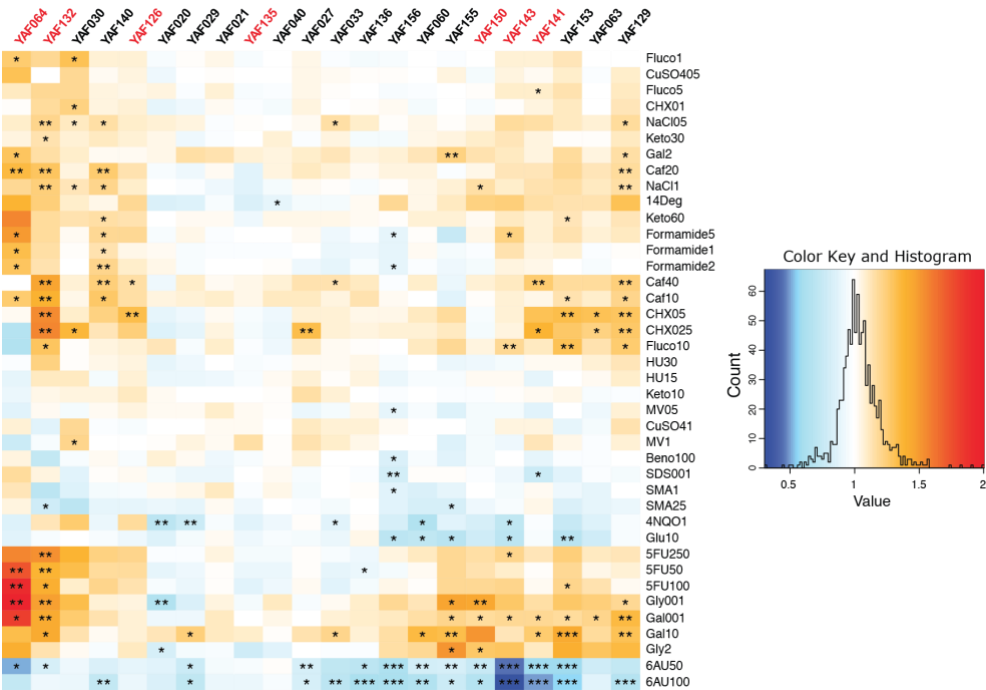 YAF064 YAF132 YAF030 YAF140 YAF126 YAF020 YAF029 YAF021 YAF135 YAF040 YAF027 YAF033 YAF136 YAF156 YAF060 YAF155 YAF150 YAF143 YAF141 YAF153 YAF063 YAF129
* * Fluco1
CuSO405
* Fluco5
* CHX01
** * * * * NaCl05
* Keto30
* ** * Gal2
** ** ** ** Caf20
** * * * ** NaCl1
* 14Deg
* * Keto60
* * * * Formamide5
* * Formamide1
* ** * Formamide2
** ** * * ** ** Caf40
* ** * * * Caf10
** ** ** * ** CHX05
** * ** * * ** CHX025
* ** ** * Fluco10
HU30
HU15
Keto10
* MV05
CuSO41
* MV1
* Beno100
** * SDS001
* SMA1
* * SMA25
** ** * * * 4NQO1
* * * * ** Glu10
** * 5FU250
** ** * 5FU50
** * * 5FU100
** ** ** * ** * Gly001
* ** * * * * * * ** Gal001
* * * * ** * *** ** Gal10
* * * Gly2
* * * ** * *** ** ** ** *** *** *** 6AU50
** * * ** *** *** ** * * *** *** *** *** 6AU100
Color Key and Histogram
Count
0 10 20 30 40 50 60
0.5 1 1.5 2
Value